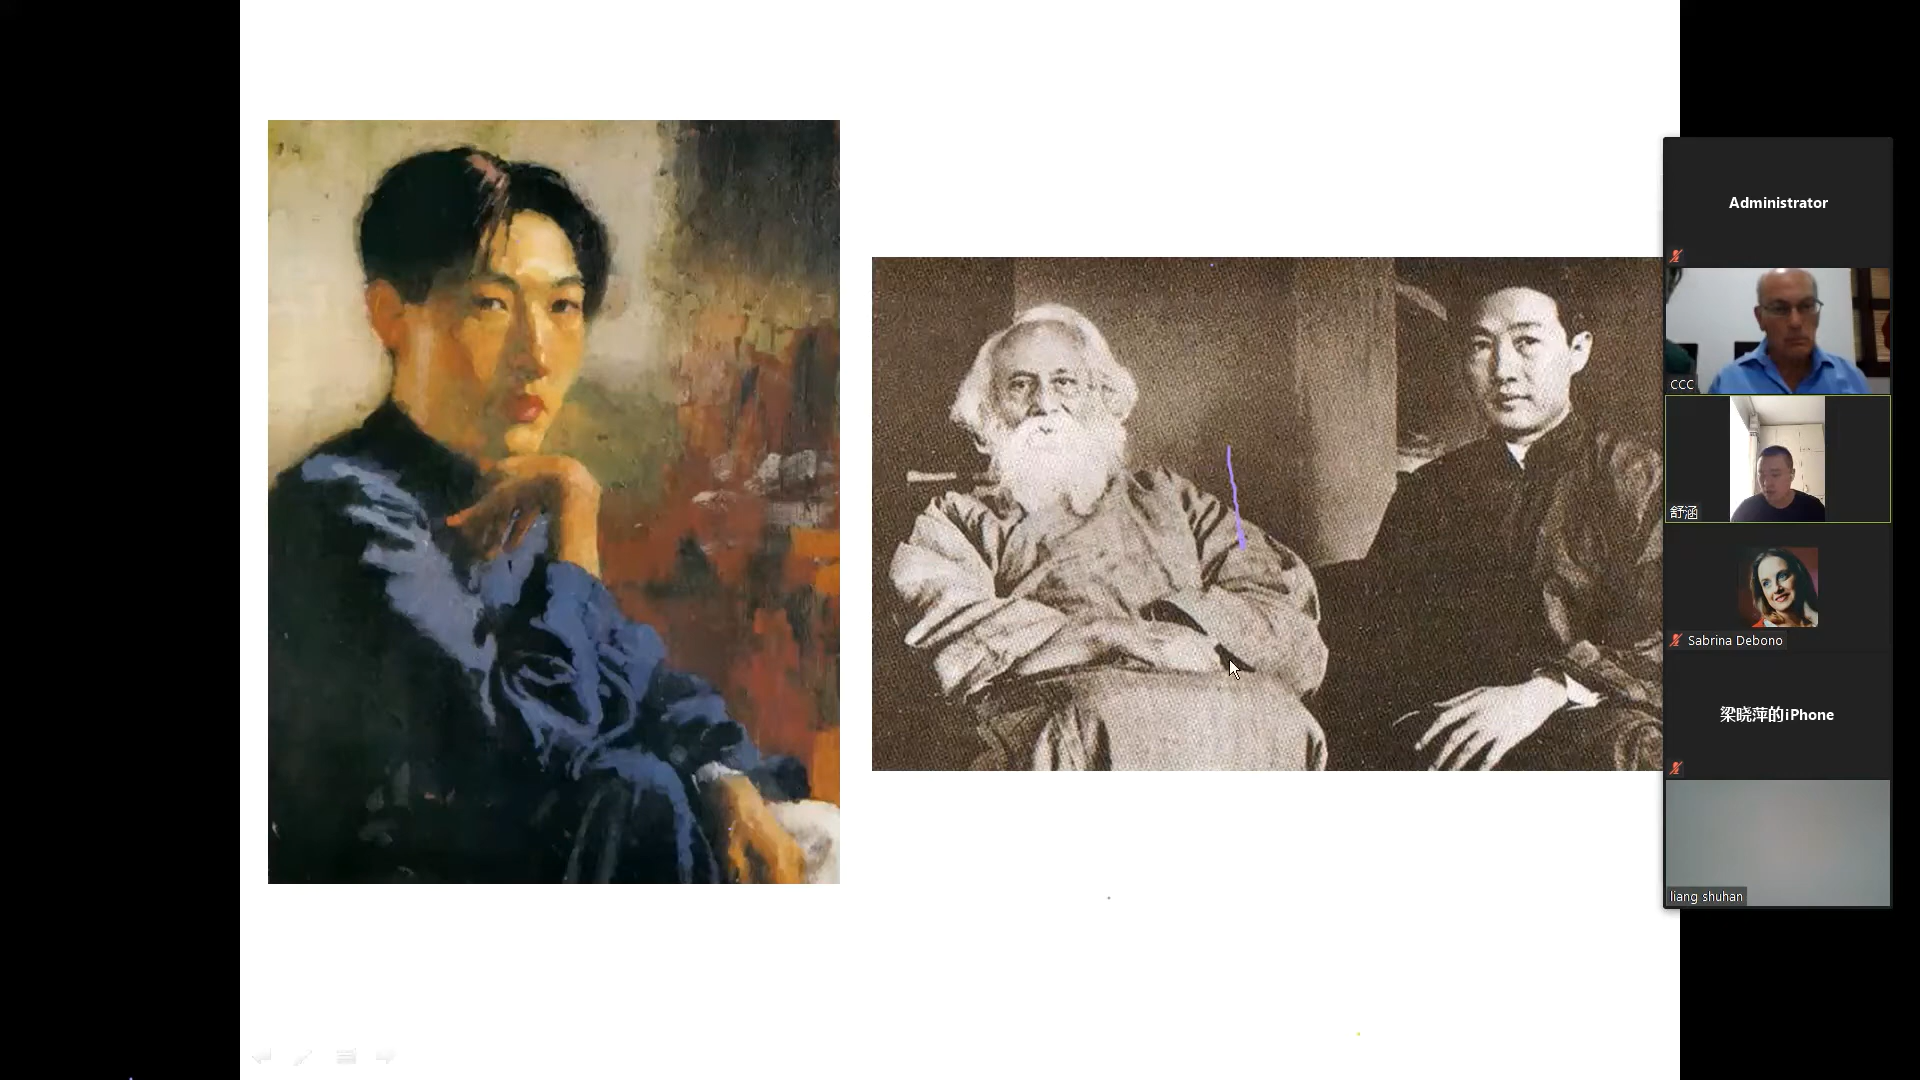 Administrator
CCC
舒涵
Sabrina Debono
梁晓萍的iPhone
liang shuhan